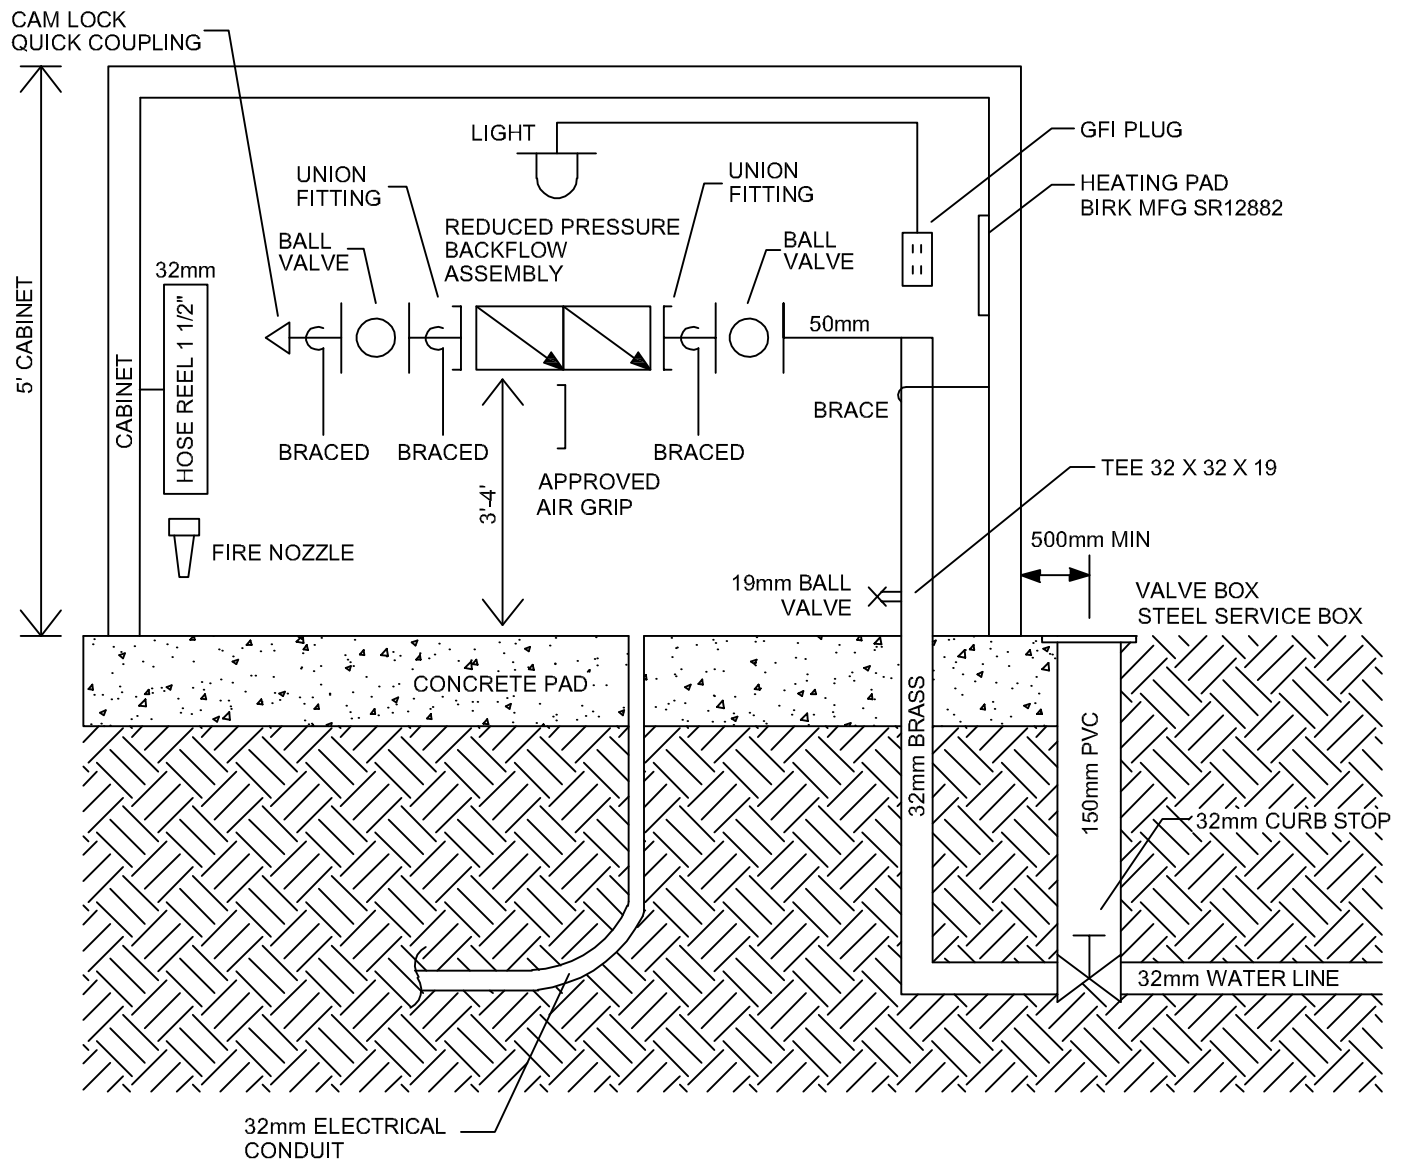 CAM LOCK
QUICK COUPLING
LIGHT
GFI PLUG
UNION
FITTING
UNION
FITTING
HEATING PAD
BIRK MFG SR12882
REDUCED PRESSURE
BACKFLOW
ASSEMBLY
BALL
VALVE
BALL
VALVE
32mm
HOSE REEL 1 1/2"
5' CABINET
CABINET
50mm
BRACE
BRACED
BRACED
BRACED
TEE 32 X 32 X 19
APPROVED
AIR GRIP
3'-4'
FIRE NOZZLE
500mm MIN
19mm BALL
VALVE
VALVE BOX
STEEL SERVICE BOX
CONCRETE PAD
32mm BRASS
150mm PVC
32mm CURB STOP
32mm WATER LINE
32mm ELECTRICAL
CONDUIT